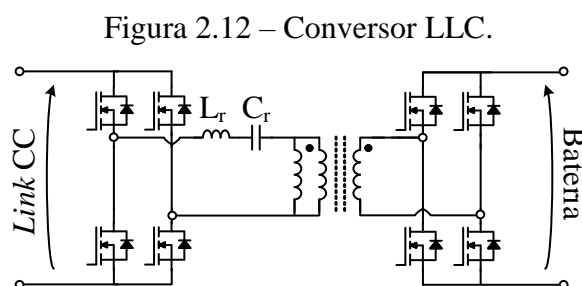 Figura 2.12 – Conversor LLC.
Link CC
Lr
Cr
Bateria